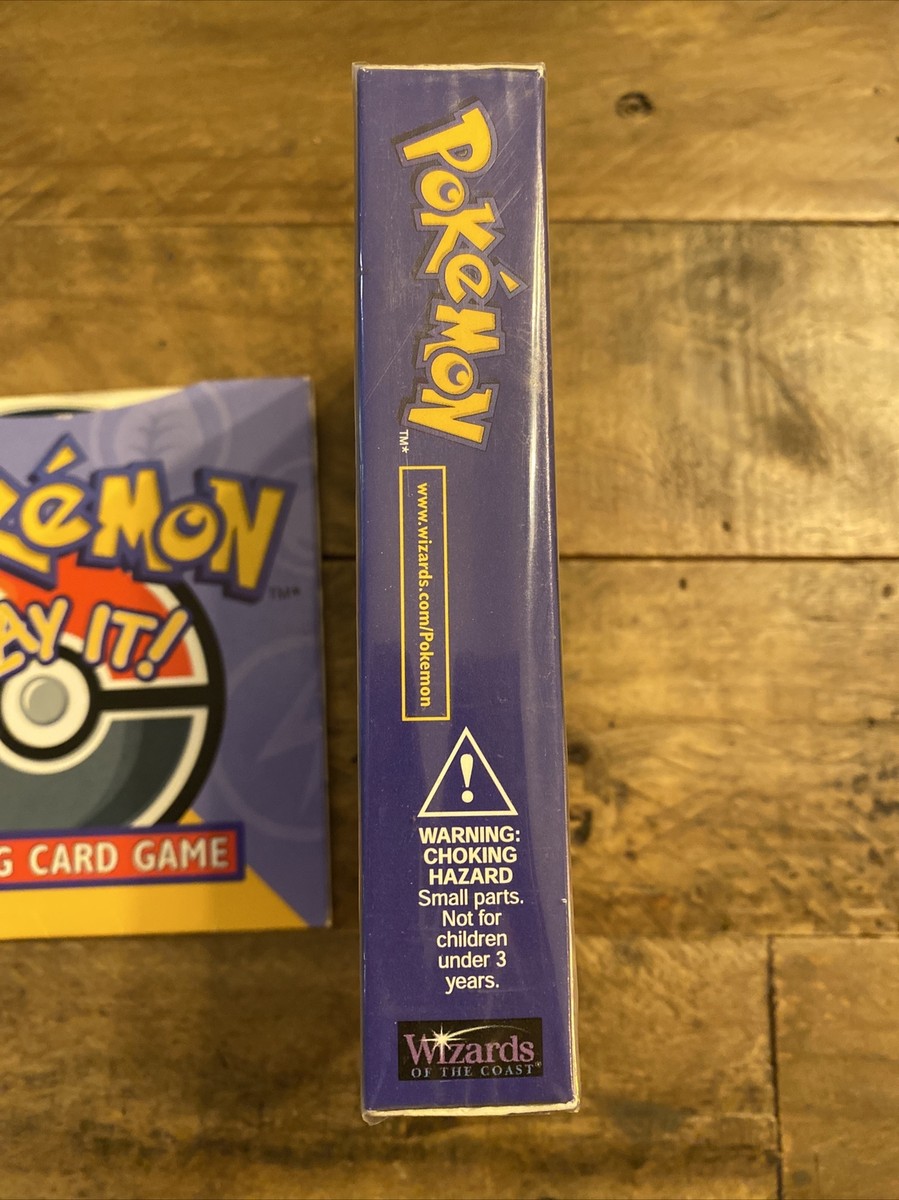 POKéMON
TM*
www.wizards.com/Pokemon
WARNING:
CHOKING
HAZARD
Small parts.
Not for
children
under 3
years.
Wizards
OF THE COAST®
KéMON
TM*
AY IT!
G CARD GAME